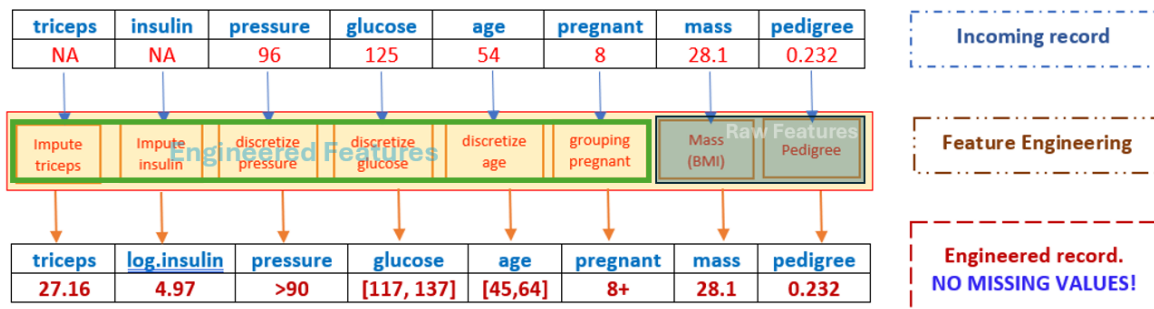 triceps insulin pressure glucose age pregnant mass pedigree
NA NA 96 125 54 8 28.1 0.232
Incoming record
Engineered Features
Raw Features
Impute triceps
Impute insulin
discretize pressure
discretize glucose
discretize age
grouping pregnant
Mass (BMI)
Pedigree
Feature Engineering
triceps log.insulin pressure glucose age pregnant mass pedigree
27.16 4.97 >90 [117, 137] [45,64] 8+ 28.1 0.232
Engineered record.
NO MISSING VALUES!